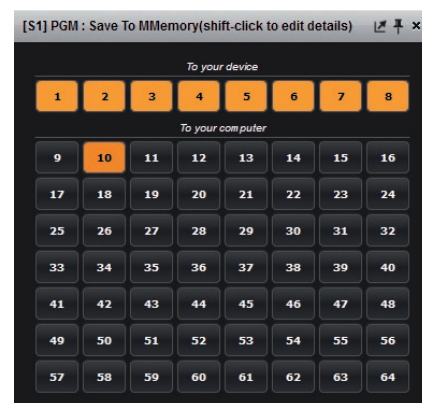 [S1] PGM : Save To MMemory(shift-click to edit details) ×
To your device
1 2 3 4 5 6 7 8
To your computer
9 10 11 12 13 14 15 16
17 18 19 20 21 22 23 24
25 26 27 28 29 30 31 32
33 34 35 36 37 38 39 40
41 42 43 44 45 46 47 48
49 50 51 52 53 54 55 56
57 58 59 60 61 62 63 64